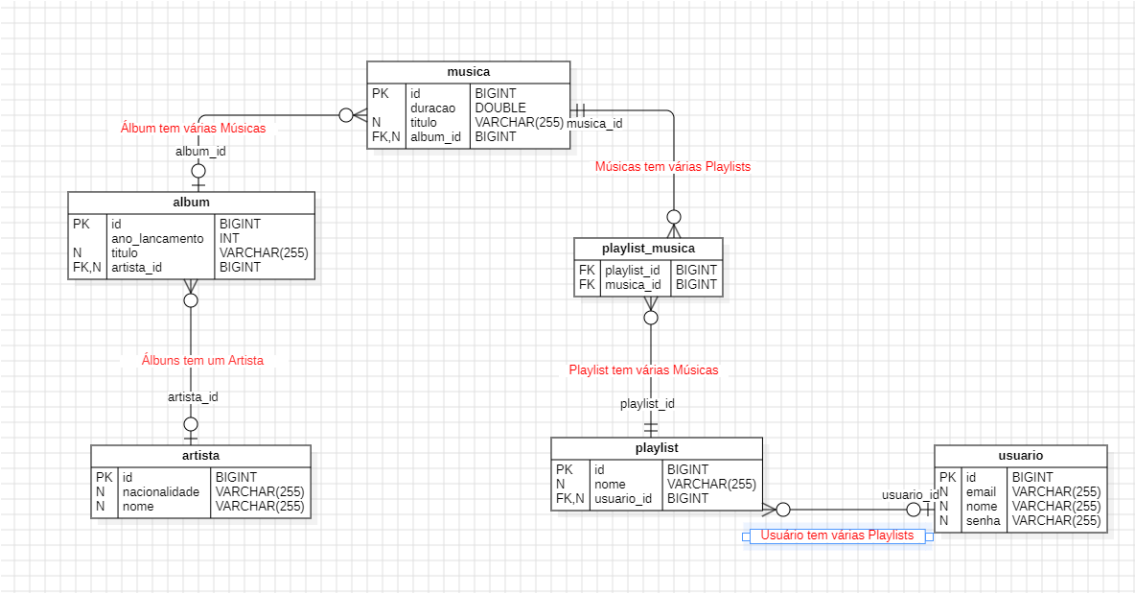 musica
PK id BIGINT
duracao DOUBLE
N titulo VARCHAR(255)
FK,N album_id BIGINT
musica_id
Álbum tem várias Músicas
album_id
Músicas tem várias Playlists
album
PK id BIGINT
ano_lancamento INT
N titulo VARCHAR(255)
FK,N artista_id BIGINT
playlist_musica
FK playlist_id BIGINT
FK musica_id BIGINT
Álbuns tem um Artista
artista_id
Playlist tem várias Músicas
playlist_id
artista
PK id BIGINT
N nacionalidade VARCHAR(255)
N nome VARCHAR(255)
playlist
PK id BIGINT
N nome VARCHAR(255)
FK,N usuario_id BIGINT
usuario_id
usuario
PK id BIGINT
N email VARCHAR(255)
N nome VARCHAR(255)
N senha VARCHAR(255)
Usuário tem várias Playlists